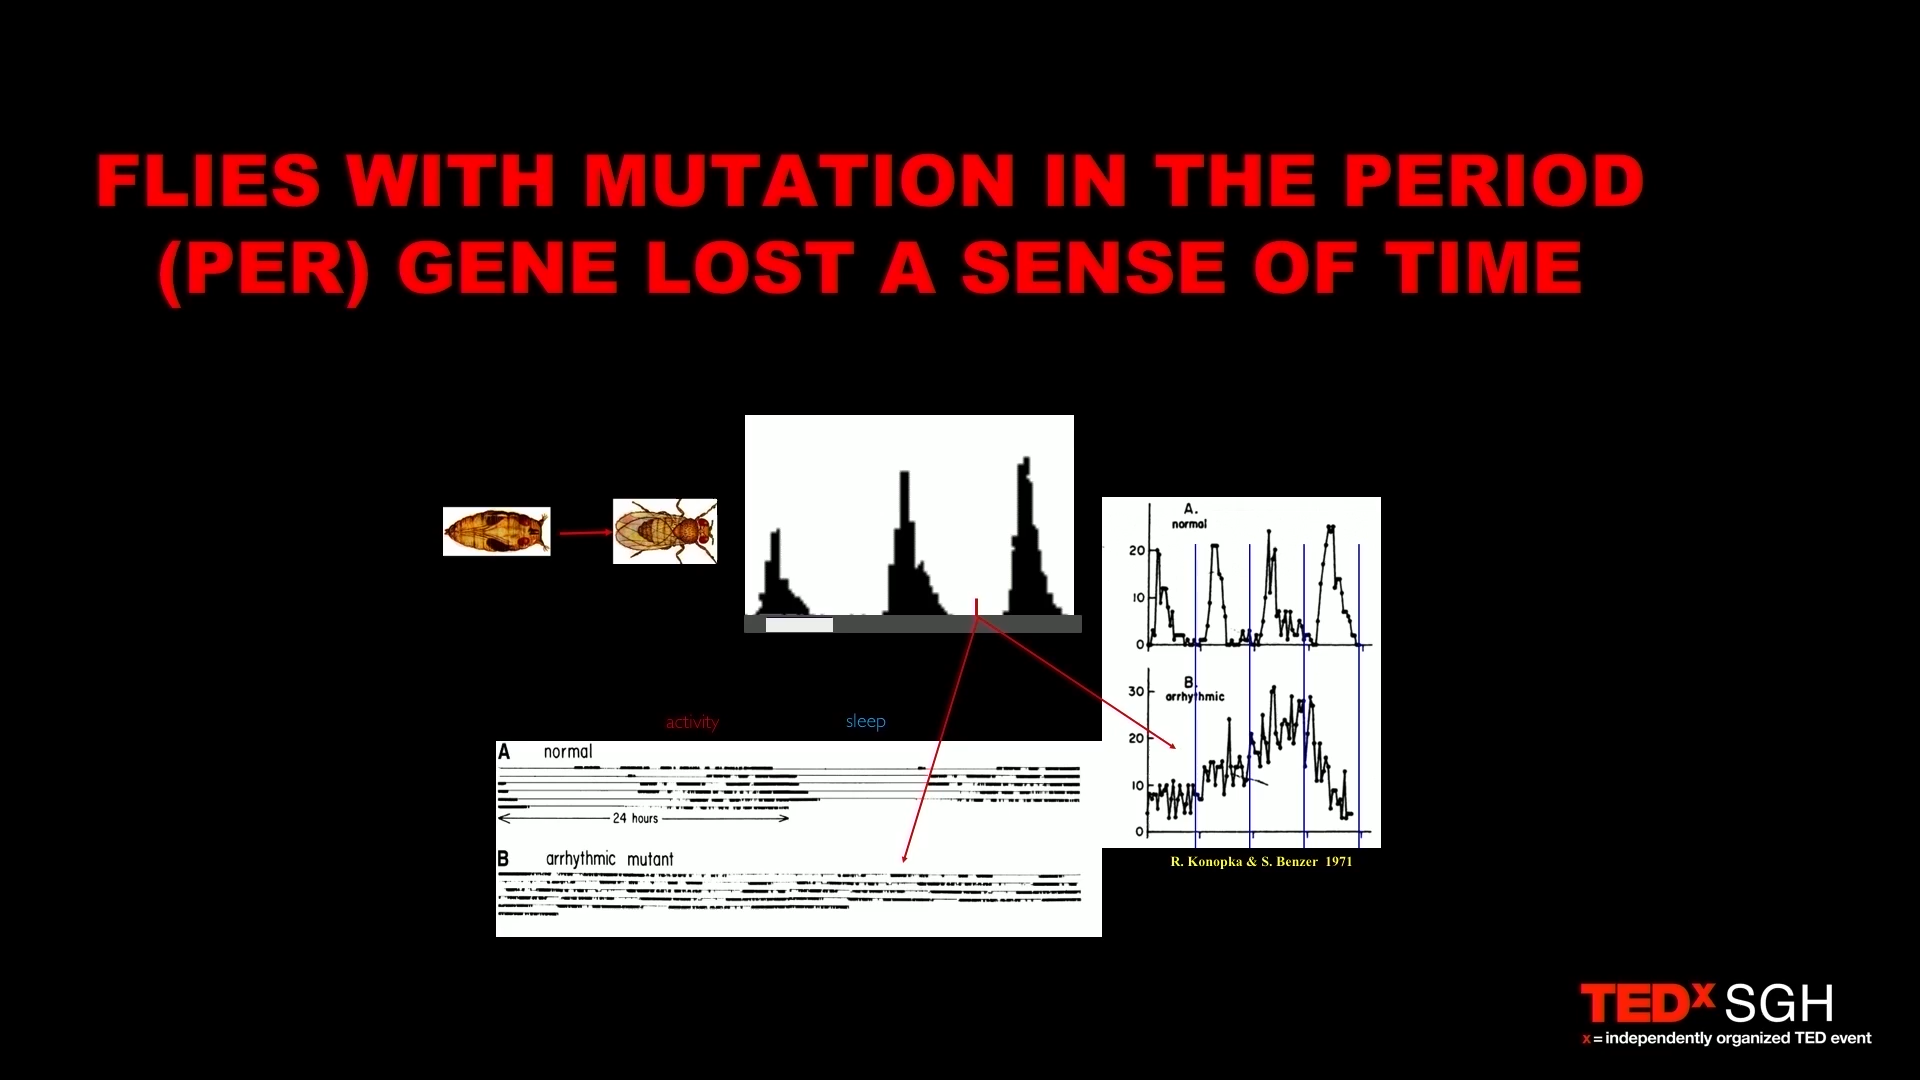 FLIES WITH MUTATION IN THE PERIOD
(PER) GENE LOST A SENSE OF TIME
A.
normal
20
10
0
B.
arrhythmic
30
20
10
0
R. Konopka & S. Benzer 1971
activity sleep
A normal
24 hours
B arrhythmic mutant
TEDx SGH
x = independently organized TED event